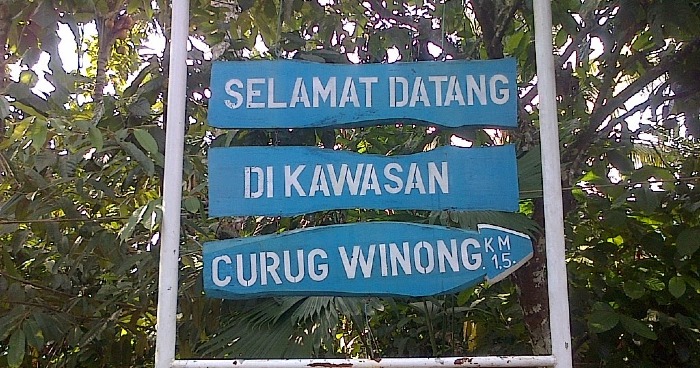 SELAMAT DATANG
DI KAWASAN
CURUG WINONG
KM
1.5